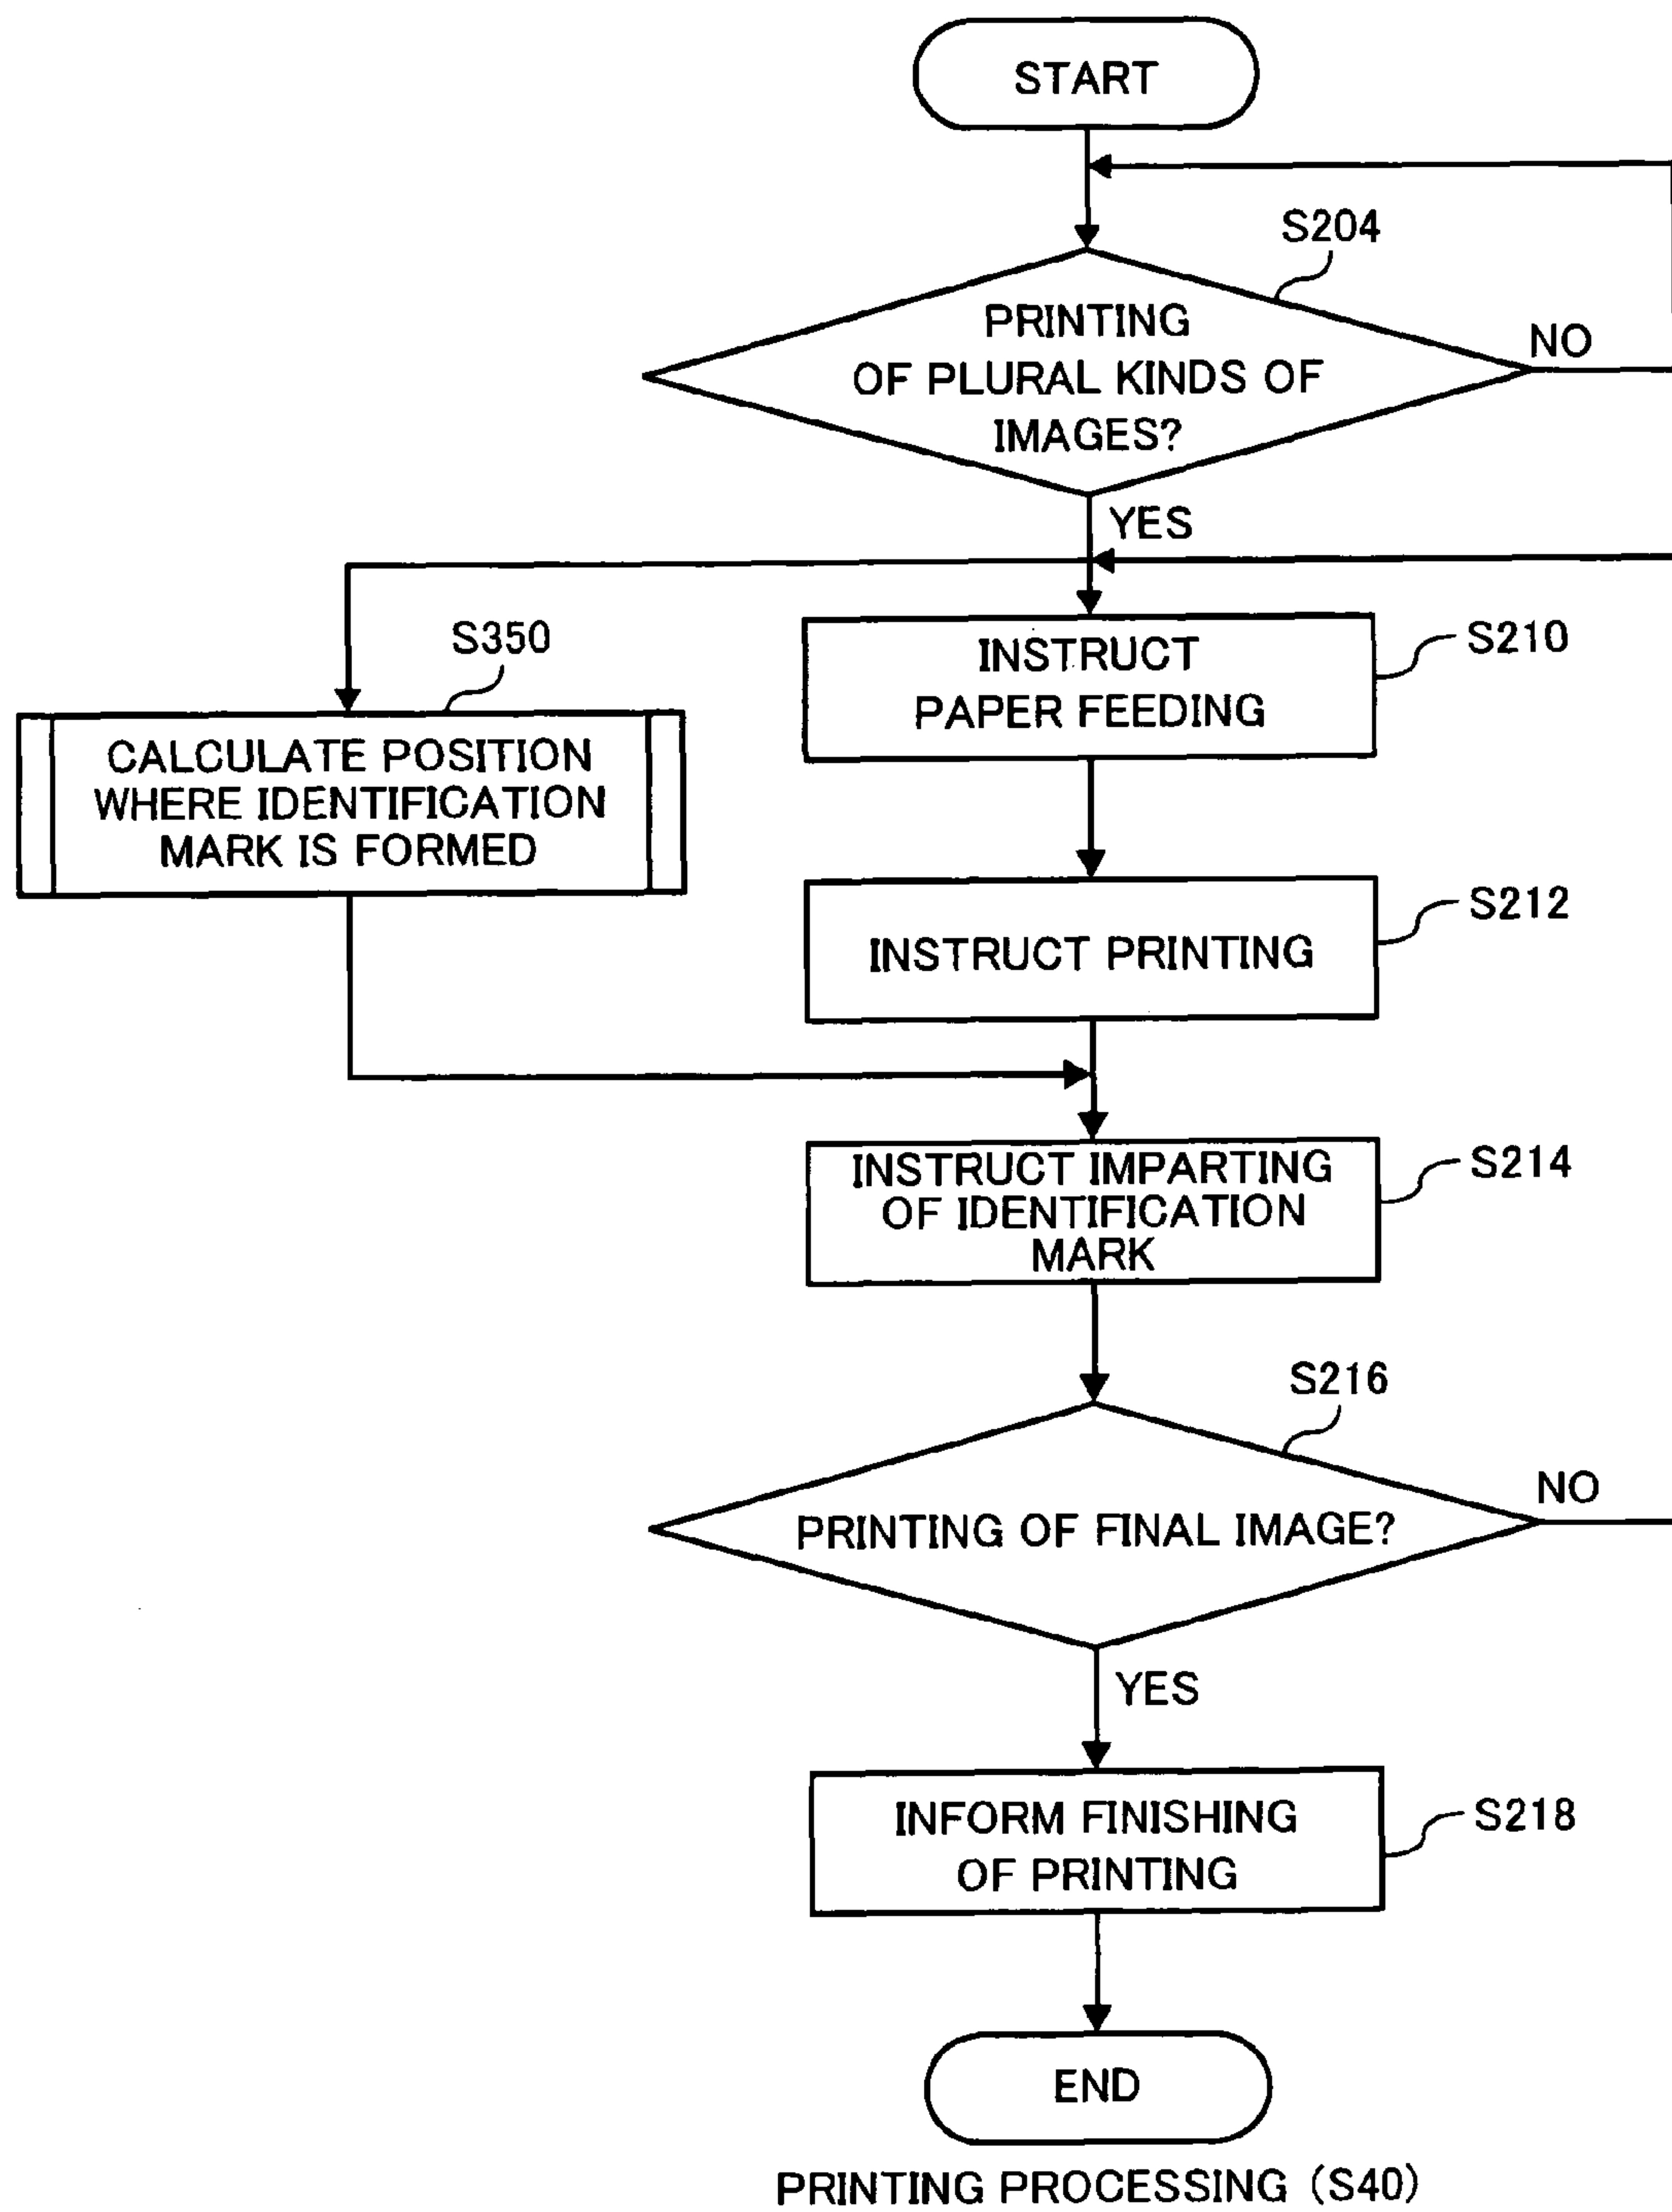 START
S204
PRINTING
OF PLURAL KINDS OF
IMAGES?
NO
YES
S350
CALCULATE POSITION
WHERE IDENTIFICATION
MARK IS FORMED
INSTRUCT
PAPER FEEDING
S210
INSTRUCT PRINTING
S212
INSTRUCT IMPARTING
OF IDENTIFICATION
MARK
S214
S216
PRINTING OF FINAL IMAGE?
NO
YES
INFORM FINISHING
OF PRINTING
S218
END
PRINTING PROCESSING (S40)